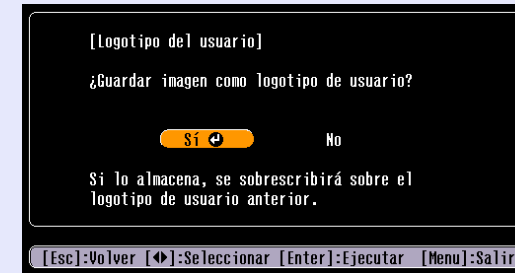 [Logotipo del usuario]
¿Guardar imagen como logotipo de usuario?
Sí No
Si lo almacena, se sobrescribirá sobre el
logotipo de usuario anterior.
[Esc]:Volver [◆]:Seleccionar [Enter]:Ejecutar [Menu]:Salir